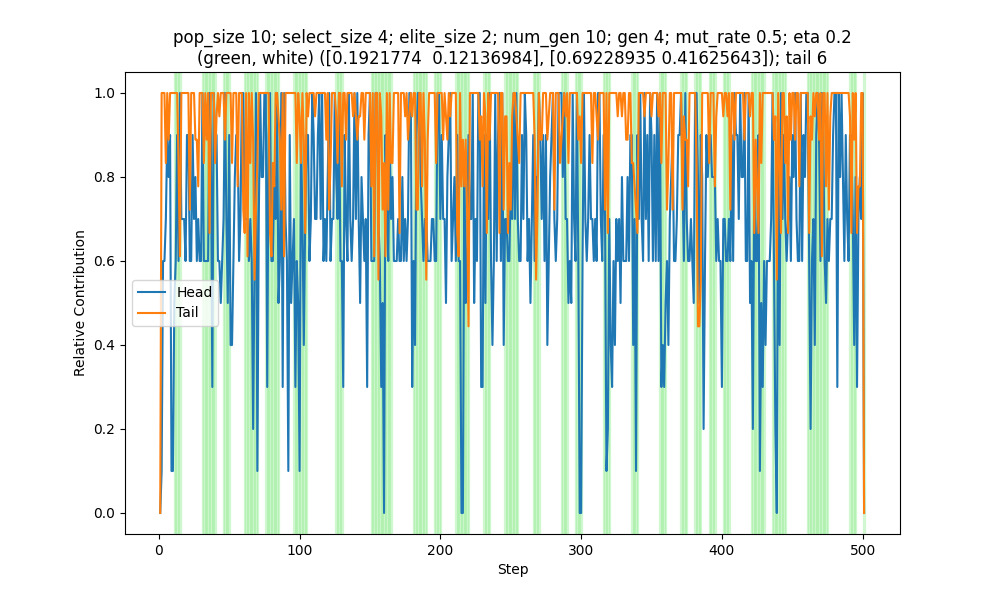 pop_size 10; select_size 4; elite_size 2; num_gen 10; gen 4; mut_rate 0.5; eta 0.2
(green, white) ([0.1921774  0.12136984], [0.69228935 0.41625643]); tail 6
1.0
0.8
0.6
0.4
0.2
0.0
Relative Contribution
Head
Tail
0
100
200
300
400
500
Step